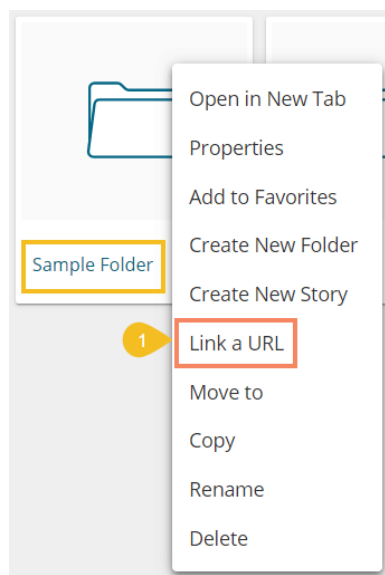 Open in New Tab
Properties
Add to Favorites
Create New Folder
Sample Folder
Create New Story
1
Link a URL
Move to
Copy
Rename
Delete